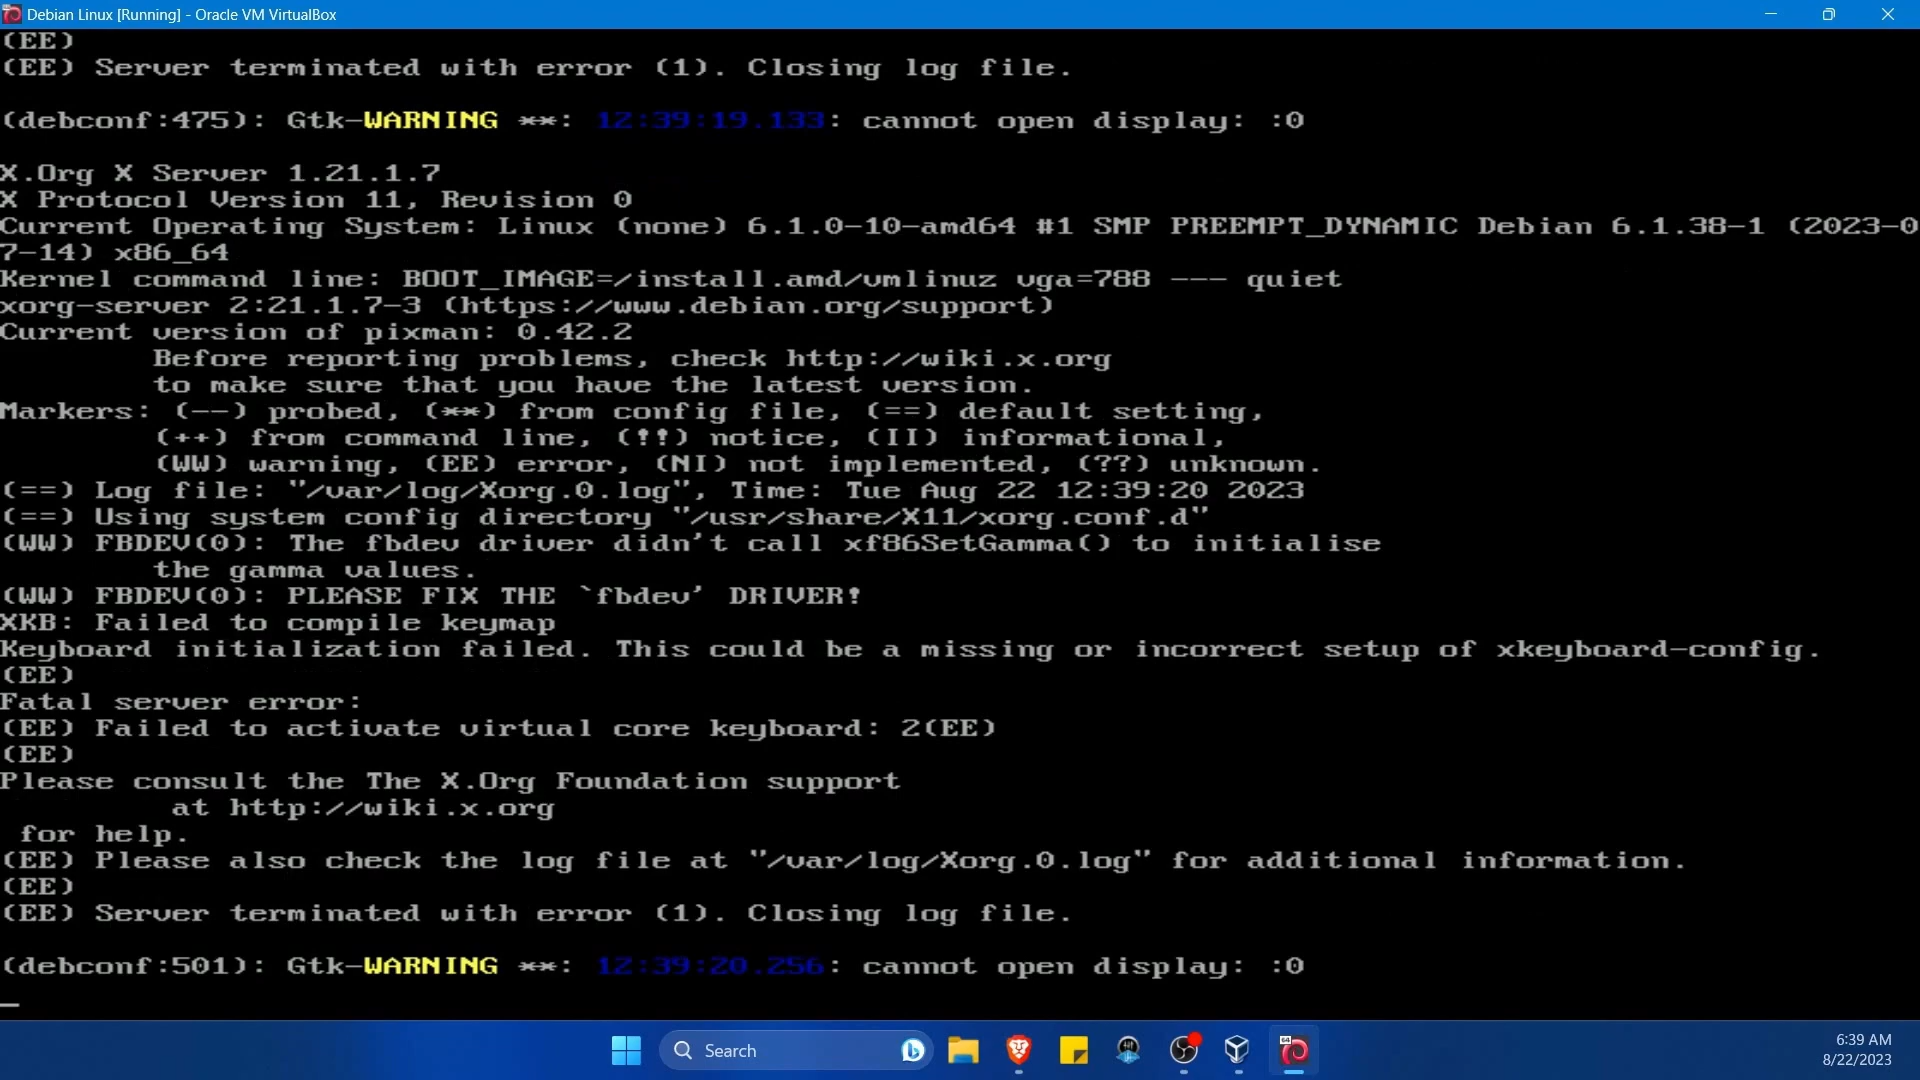 Debian Linux [Running] - Oracle VM VirtualBox
(EE)
(EE) Server terminated with error (1). Closing log file.
(debconf:475): Gtk-WARNING **: 12:39:19.133: cannot open display: :0
X.Org X Server 1.21.1.7
X Protocol Version 11, Revision 0
Current Operating System: Linux (none) 6.1.0-10-amd64 #1 SMP PREEMPT_DYNAMIC Debian 6.1.38-1 (2023-0
7-14) x86_64
Kernel command line: BOOT_IMAGE=/install.amd/vmlinuz vga=788 --- quiet
xorg-server 2:21.1.7-3 (https://www.debian.org/support)
Current version of pixman: 0.42.2
Before reporting problems, check http://wiki.x.org
to make sure that you have the latest version.
Markers: (--) probed, (**) from config file, (==) default setting,
(++) from command line, (!!) notice, (II) informational,
(WW) warning, (EE) error, (NI) not implemented, (??) unknown.
(==) Log file: "/var/log/Xorg.0.log", Time: Tue Aug 22 12:39:20 2023
(==) Using system config directory "/usr/share/X11/xorg.conf.d"
(WW) FBDEV(0): The fbdev driver didn't call xf86SetGamma() to initialise
the gamma values.
(WW) FBDEV(0): PLEASE FIX THE `fbdev' DRIVER!
XKB: Failed to compile keymap
Keyboard initialization failed. This could be a missing or incorrect setup of xkeyboard-config.
(EE)
Fatal server error:
(EE) Failed to activate virtual core keyboard: 2(EE)
(EE)
Please consult the The X.Org Foundation support
at http://wiki.x.org
for help.
(EE) Please also check the log file at "/var/log/Xorg.0.log" for additional information.
(EE)
(EE) Server terminated with error (1). Closing log file.
(debconf:501): Gtk-WARNING **: 12:39:20.256: cannot open display: :0
Search
64
6:39 AM
8/22/2023